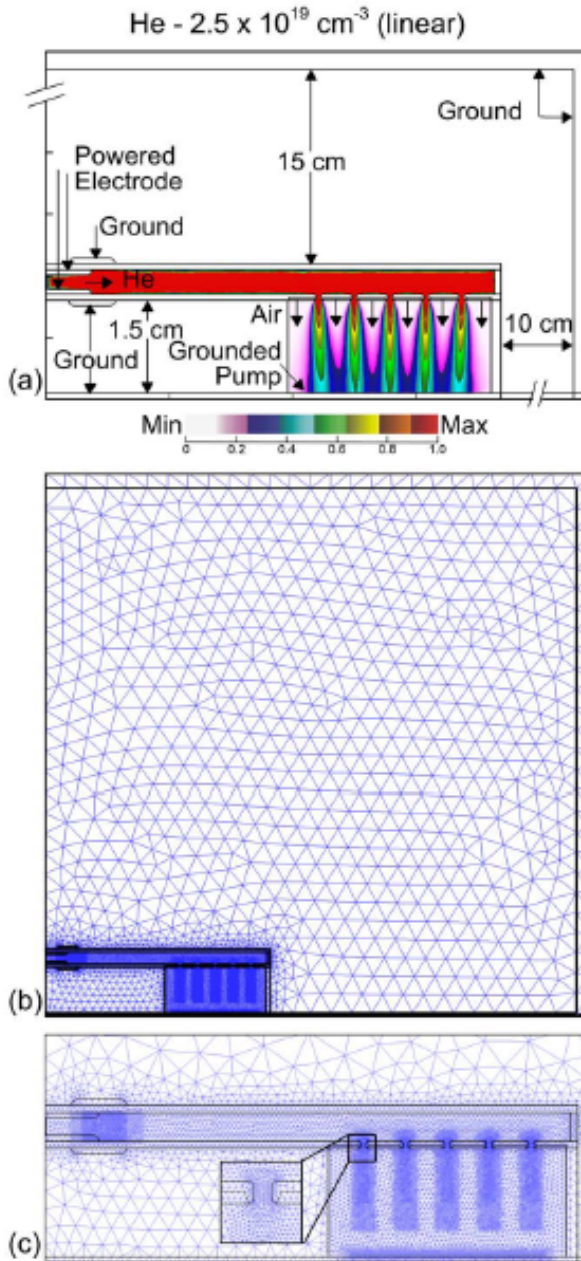 He - 2.5 x 10¹⁹ cm⁻³ (linear)
Ground
15 cm
Powered
Electrode
Ground
He
Air
1.5 cm
10 cm
Ground
Grounded
Pump
(a)
Min
Max
0 0.2 0.4 0.6 0.8 1.0
(b)
(c)